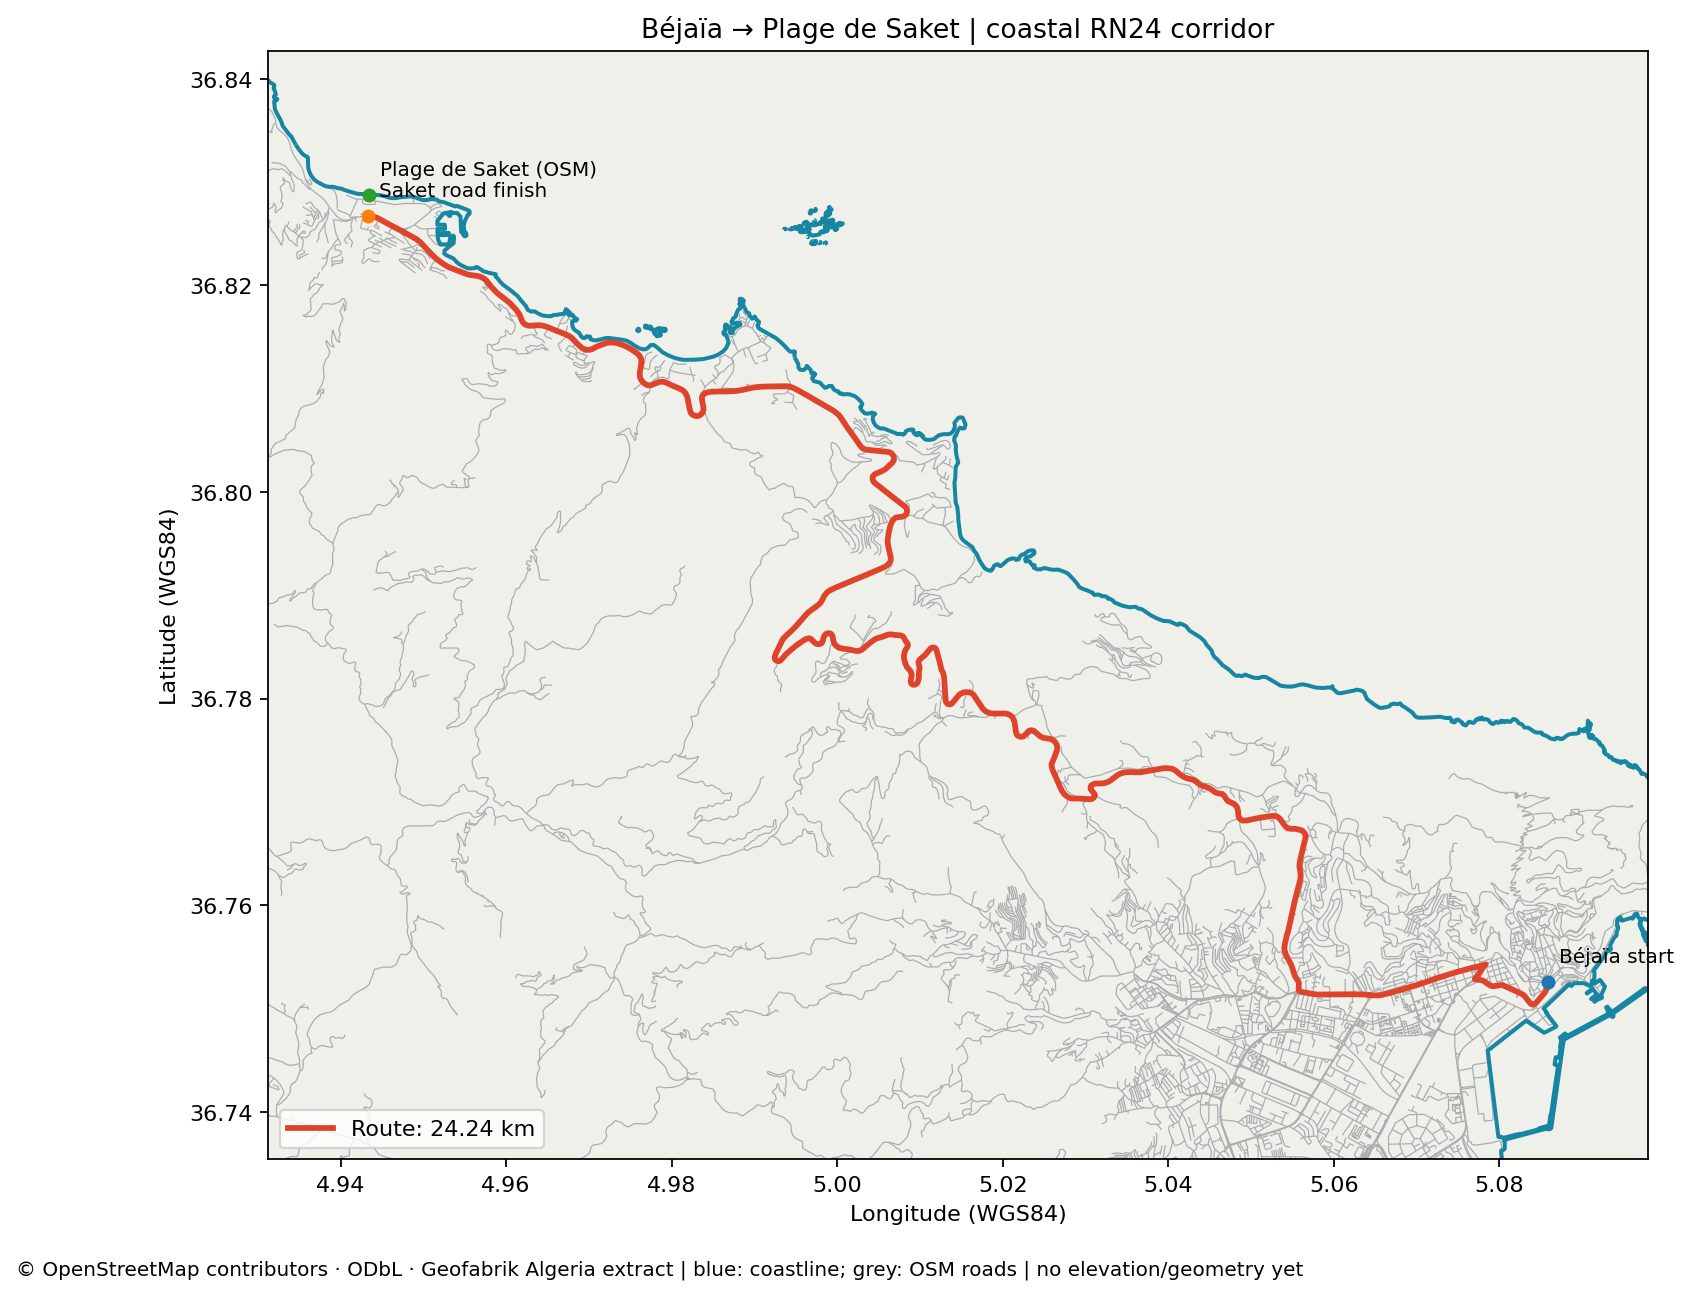 Béjaïa → Plage de Saket | coastal RN24 corridor
36.84
36.82
36.80
36.78
36.76
36.74
Latitude (WGS84)
Plage de Saket (OSM)
Saket road finish
Béjaïa start
Route: 24.24 km
4.94
4.96
4.98
5.00
5.02
5.04
5.06
5.08
Longitude (WGS84)
© OpenStreetMap contributors · ODbL · Geofabrik Algeria extract | blue: coastline; grey: OSM roads | no elevation/geometry yet